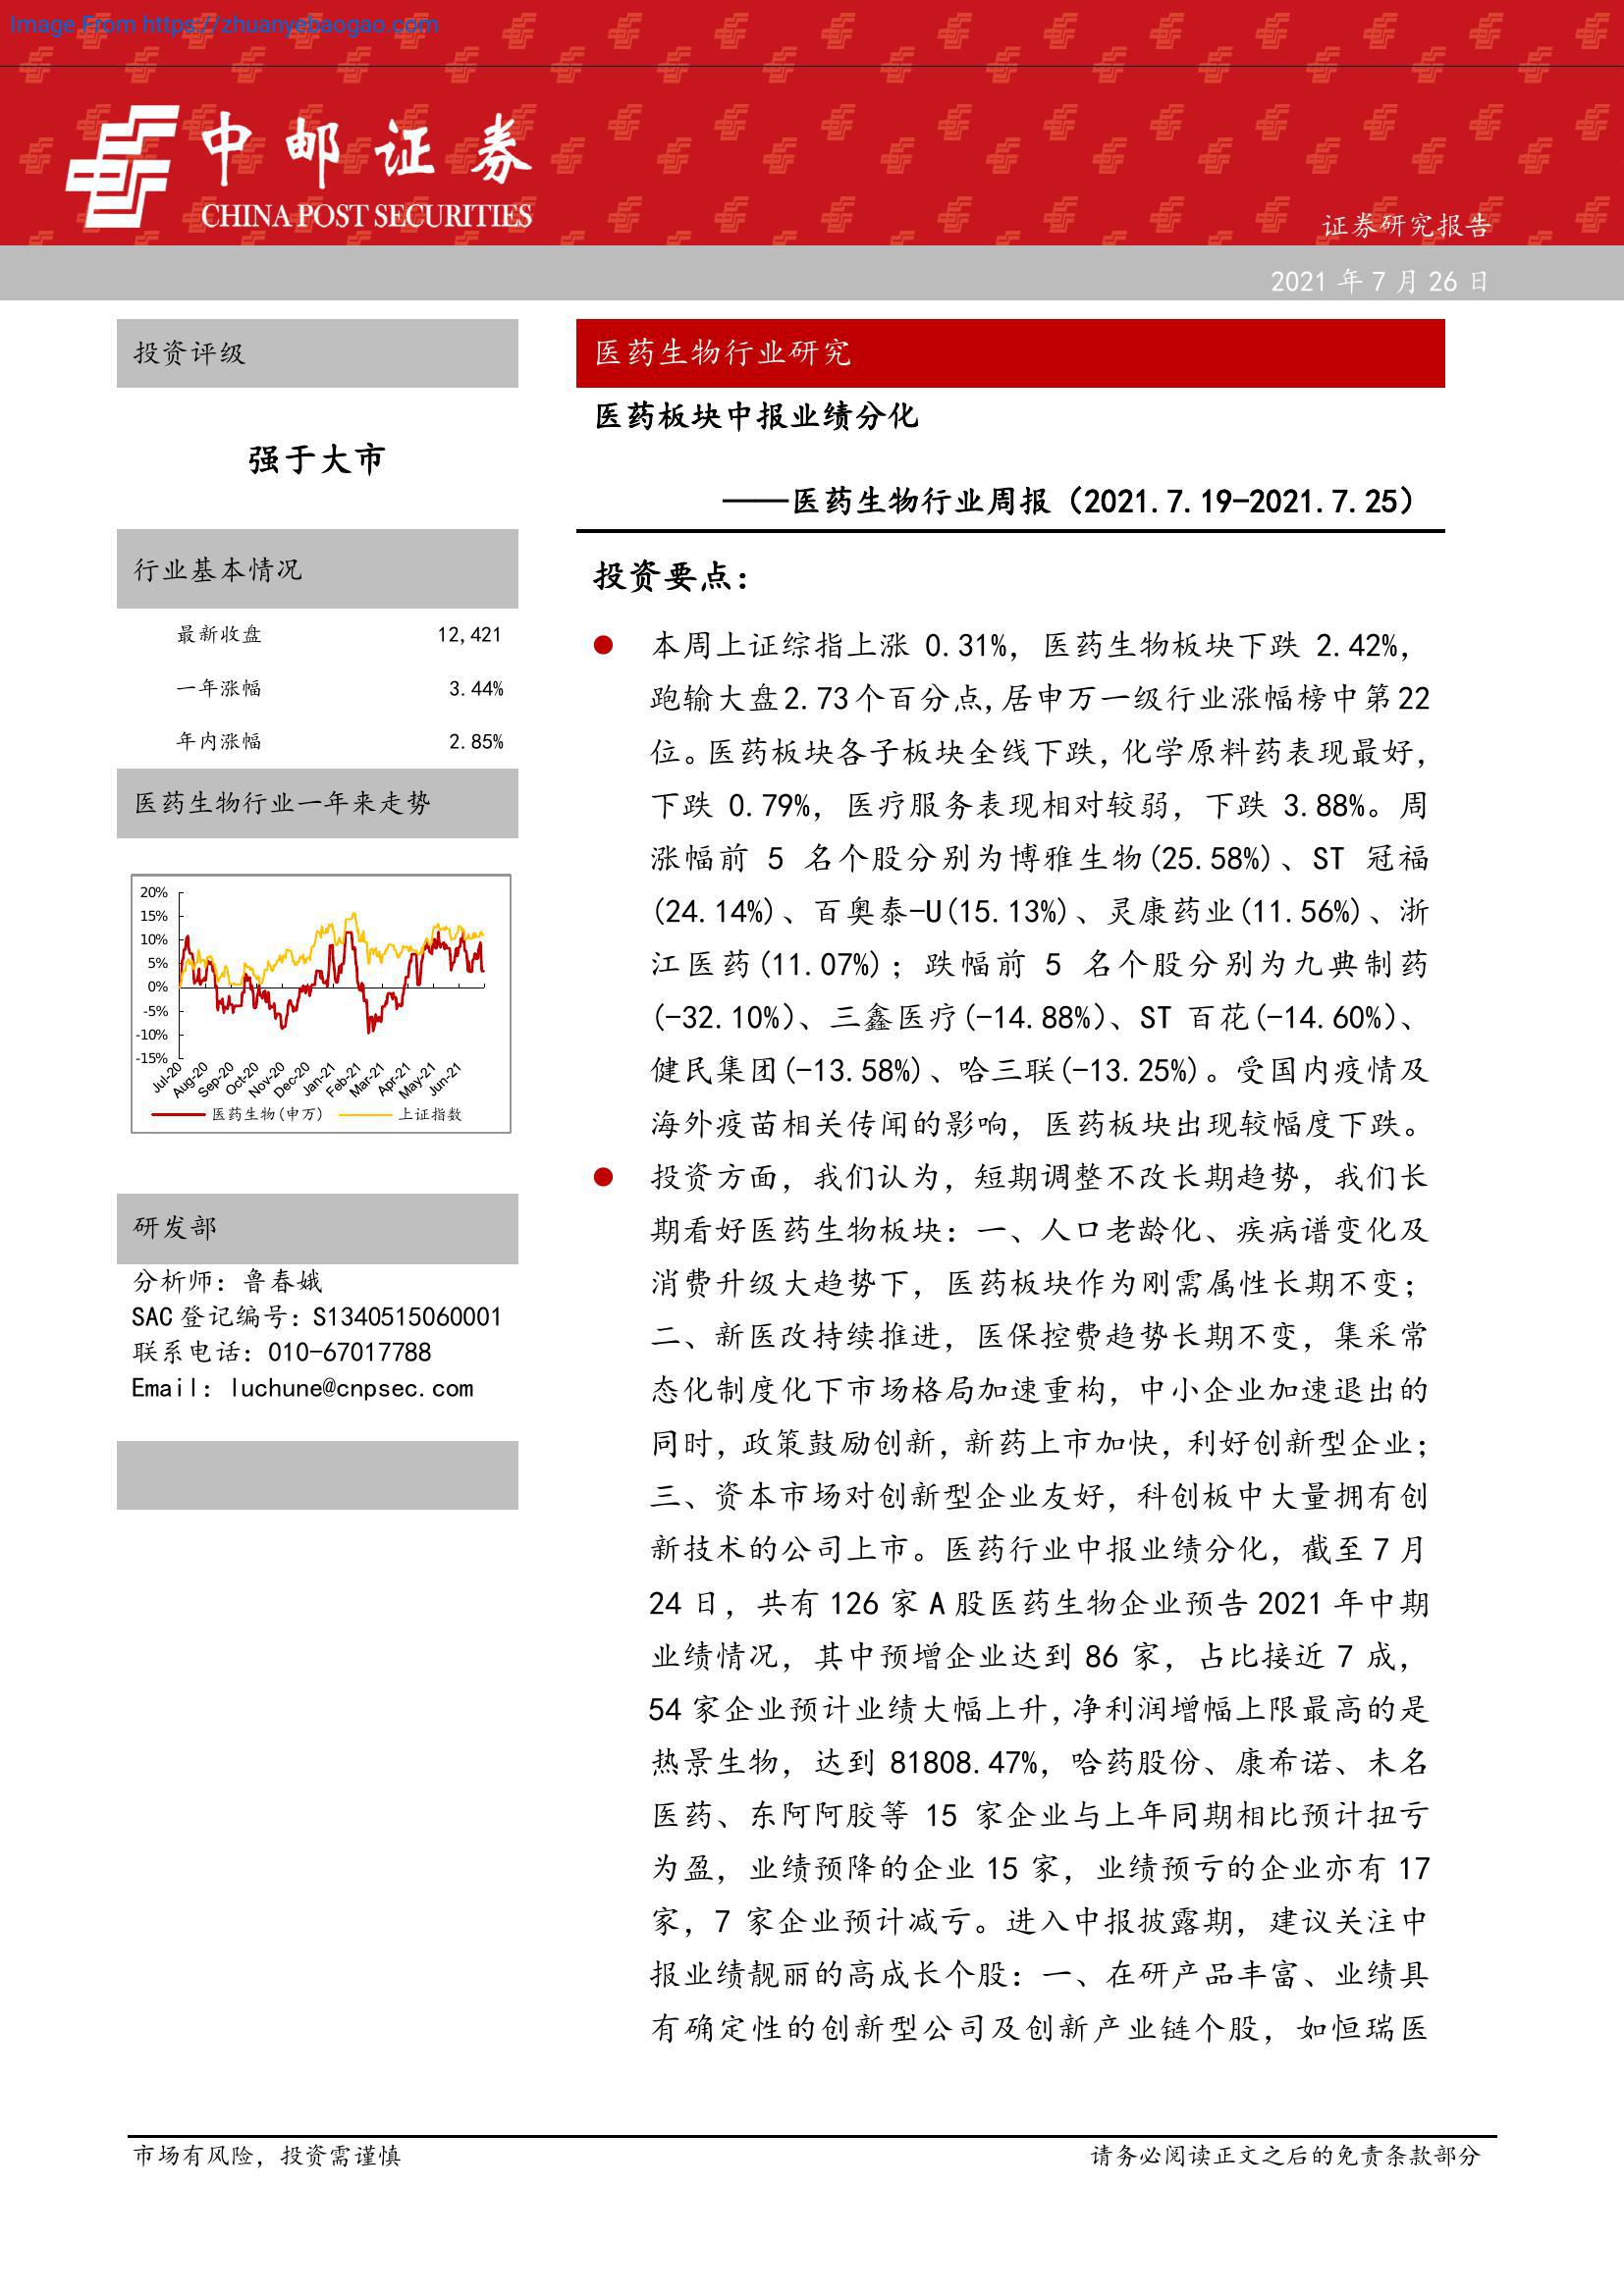 Image From https://zhuanyebaogao.com
中邮证券
CHINA POST SECURITIES
证券研究报告
2021 年 7 月 26 日
投资评级
强于大市
行业基本情况
最新收盘 12,421
一年涨幅 3.44%
年内涨幅 2.85%
医药生物行业一年来走势
20%
15%
10%
5%
0%
-5%
-10%
-15%
Jul-20 Aug-20 Sep-20 Oct-20 Nov-20 Dec-20 Jan-21 Feb-21 Mar-21 Apr-21 May-21 Jun-21
医药生物(申万) 上证指数
研发部
分析师：鲁春娥
SAC 登记编号：S1340515060001
联系电话：010-67017788
Email：luchune@cnpsec.com
医药生物行业研究
医药板块中报业绩分化
——医药生物行业周报（2021.7.19-2021.7.25）
投资要点：
● 本周上证综指上涨 0.31%，医药生物板块下跌 2.42%，
跑输大盘2.73个百分点,居申万一级行业涨幅榜中第22
位。医药板块各子板块全线下跌,化学原料药表现最好,
下跌 0.79%，医疗服务表现相对较弱，下跌 3.88%。周
涨幅前 5 名个股分别为博雅生物(25.58%)、ST 冠福
(24.14%)、百奥泰-U(15.13%)、灵康药业(11.56%)、浙
江医药(11.07%)；跌幅前 5 名个股分别为九典制药
(-32.10%)、三鑫医疗(-14.88%)、ST 百花(-14.60%)、
健民集团(-13.58%)、哈三联(-13.25%)。受国内疫情及
海外疫苗相关传闻的影响，医药板块出现较幅度下跌。
● 投资方面，我们认为，短期调整不改长期趋势，我们长
期看好医药生物板块：一、人口老龄化、疾病谱变化及
消费升级大趋势下，医药板块作为刚需属性长期不变；
二、新医改持续推进，医保控费趋势长期不变，集采常
态化制度化下市场格局加速重构，中小企业加速退出的
同时,政策鼓励创新,新药上市加快,利好创新型企业；
三、资本市场对创新型企业友好，科创板中大量拥有创
新技术的公司上市。医药行业中报业绩分化，截至 7 月
24 日，共有 126 家 A 股医药生物企业预告 2021 年中期
业绩情况，其中预增企业达到 86 家，占比接近 7 成，
54 家企业预计业绩大幅上升,净利润增幅上限最高的是
热景生物，达到 81808.47%，哈药股份、康希诺、未名
医药、东阿阿胶等 15 家企业与上年同期相比预计扭亏
为盈，业绩预降的企业 15 家，业绩预亏的企业亦有 17
家，7 家企业预计减亏。进入中报披露期，建议关注中
报业绩靓丽的高成长个股：一、在研产品丰富、业绩具
有确定性的创新型公司及创新产业链个股，如恒瑞医
市场有风险，投资需谨慎
请务必阅读正文之后的免责条款部分